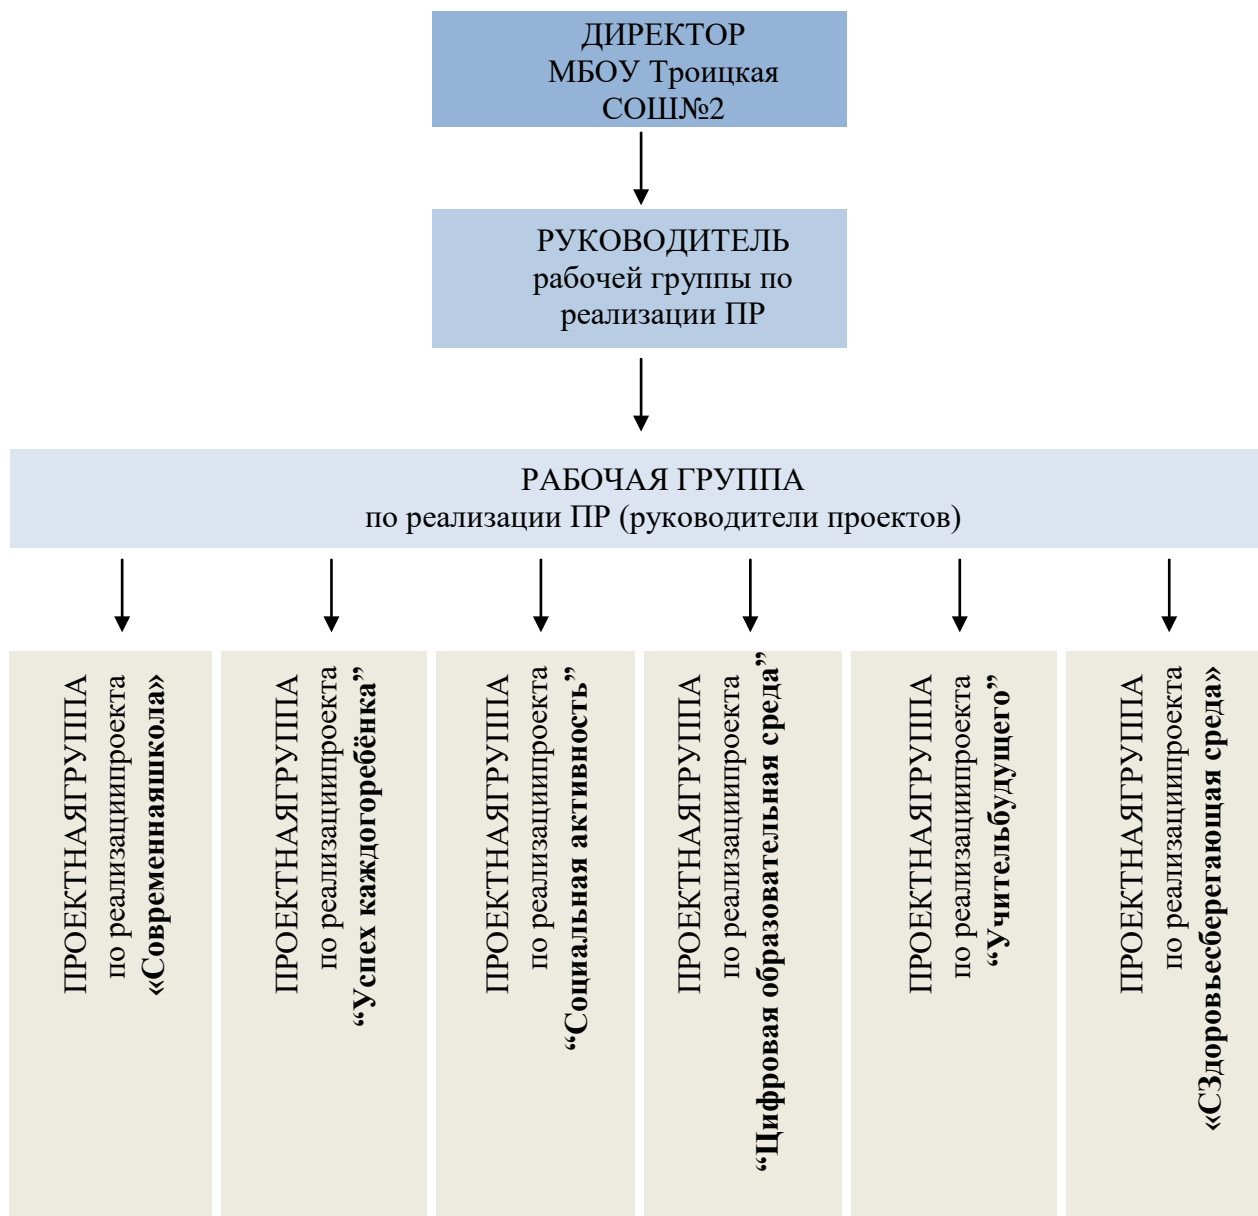 ДИРЕКТОР
МБОУ Троицкая
СОШ№2
РУКОВОДИТЕЛЬ
рабочей группы по
реализации ПР
РАБОЧАЯ ГРУППА
по реализации ПР (руководители проектов)
ПРОЕКТНАЯГРУППА
по реализациипроекта
«Современнаяшкола»
ПРОЕКТНАЯГРУППА
по реализациипроекта
“Успех каждогоребёнка”
ПРОЕКТНАЯГРУППА
по реализациипроекта
“Социальная активность”
ПРОЕКТНАЯГРУППА
по реализациипроекта
“Цифровая образовательная среда”
ПРОЕКТНАЯГРУППА
по реализациипроекта
“Учительбудущего”
ПРОЕКТНАЯГРУППА
по реализациипроекта
«СЗдоровьесберегающая среда»